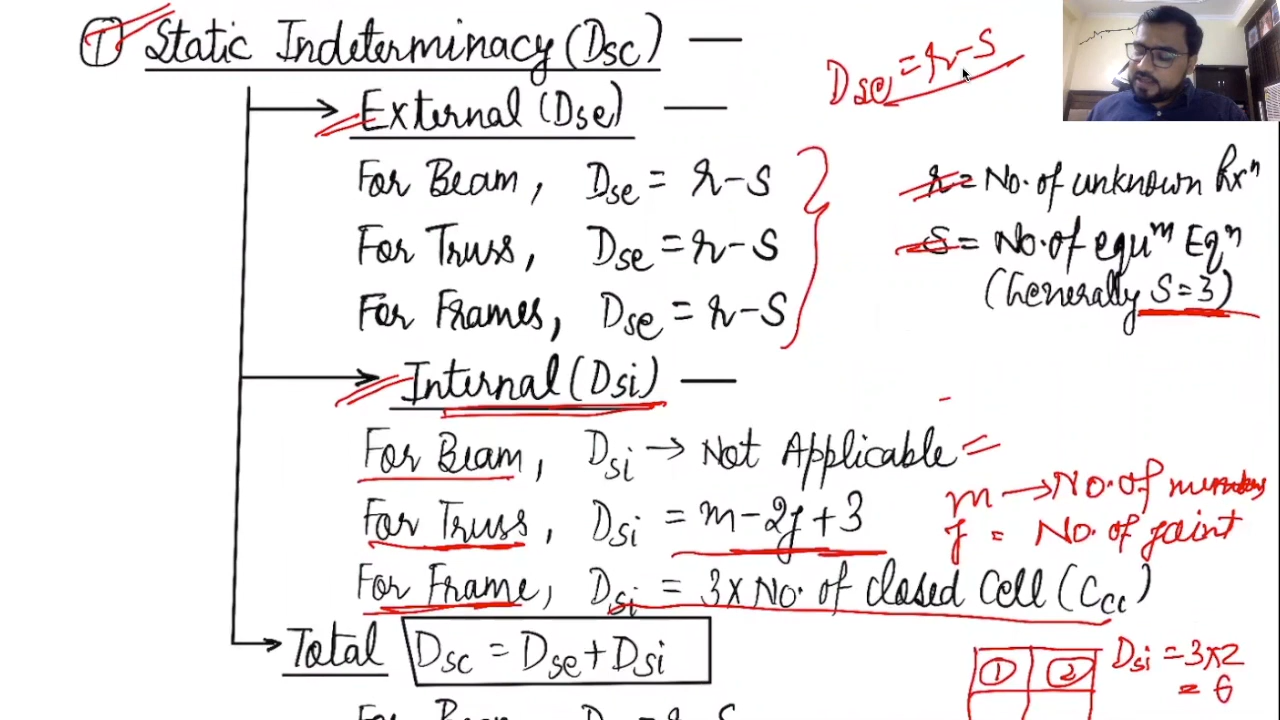 ① Static Indeterminacy (Dsc) —
Dse = r-s
External (Dse) —
For Beam, Dse = r-s
For Truss, Dse = r-s
For Frames, Dse = r-s
r = No. of unknown Rxⁿ
S = No. of equᵐ Eqⁿ
(Generally S=3)
Internal (Dsi) —
For Beam, Dsi → Not Applicable
For Truss, Dsi = m-2j+3
m → No. of members
j = No. of joint
For Frame, Dsi = 3x No. of closed Cell (Ccc)
Total Dsc = Dse + Dsi
① ② Dsi = 3x2
= 6
For Beam, D = r-s